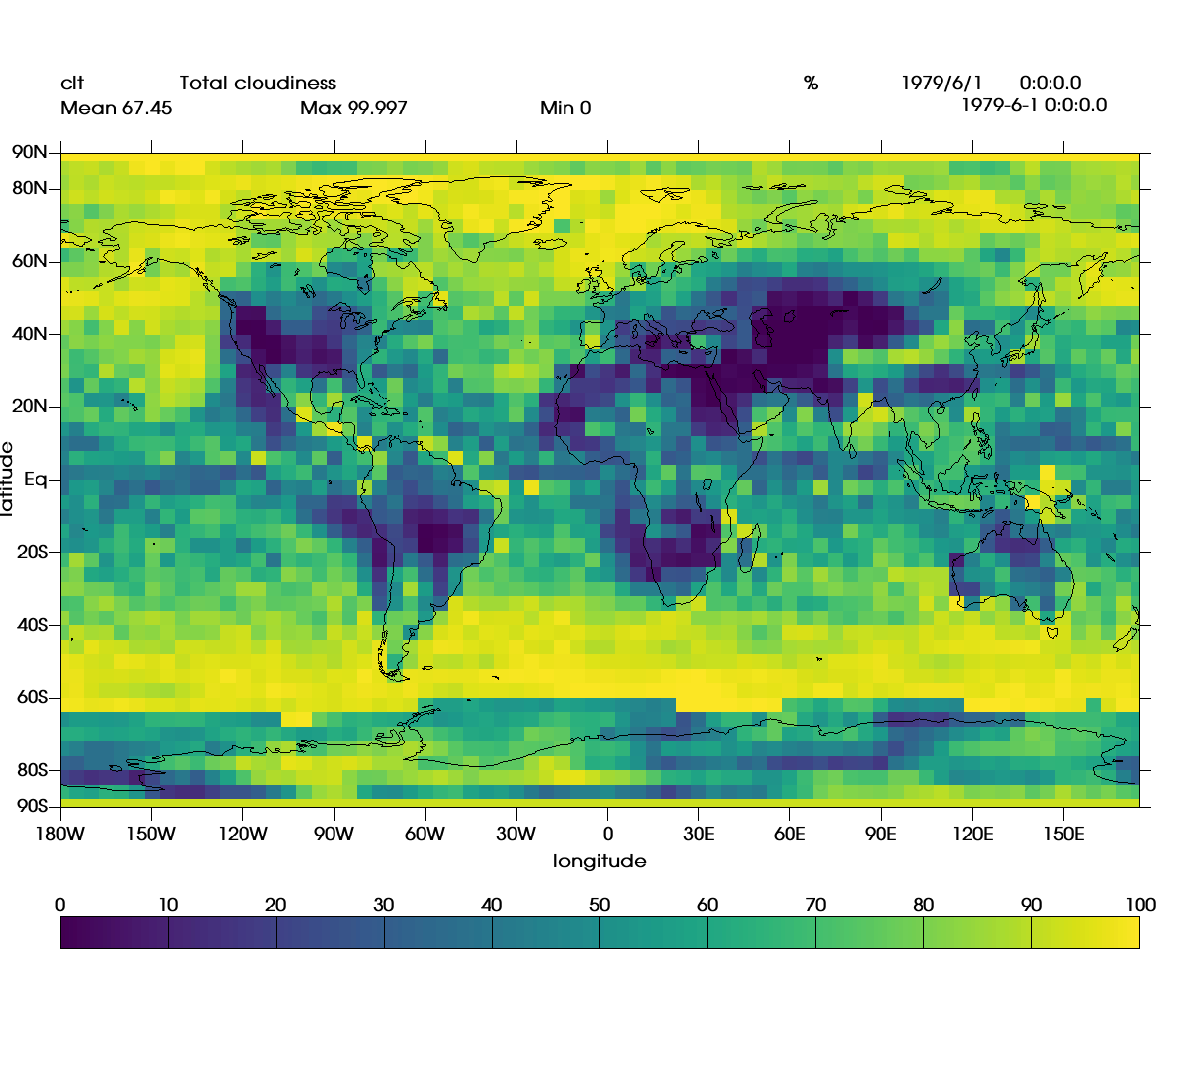 clt Total cloudiness % 1979/6/1 0:0:0.0
Mean 67.45 Max 99.997 Min 0 1979-6-1 0:0:0.0
90N
80N
60N
40N
20N
Eq
20S
40S
60S
80S
90S
latitude
180W 150W 120W 90W 60W 30W 0 30E 60E 90E 120E 150E
longitude
0 10 20 30 40 50 60 70 80 90 100